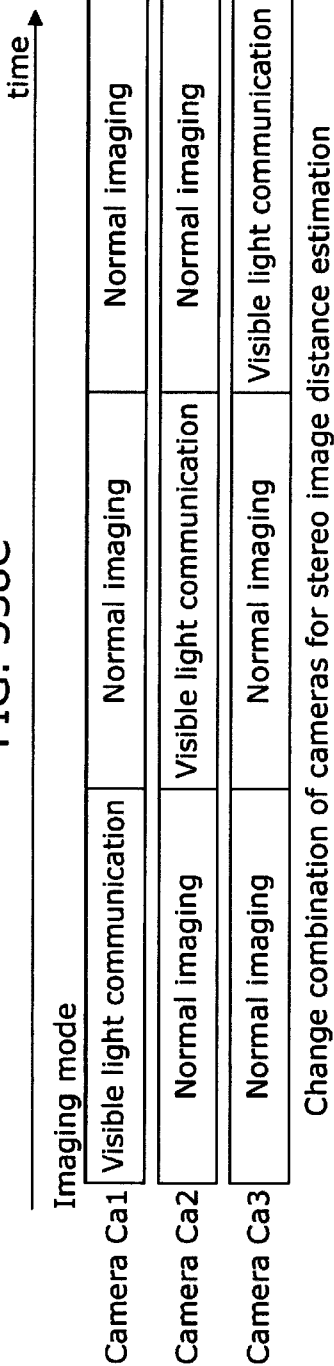 FIG.
time
Imaging mode
Camera Ca1 Visible light communication Normal imaging Normal imaging
Camera Ca2 Normal imaging Visible light communication Normal imaging
Camera Ca3 Normal imaging Normal imaging Visible light communication
Change combination of cameras for stereo image distance estimation